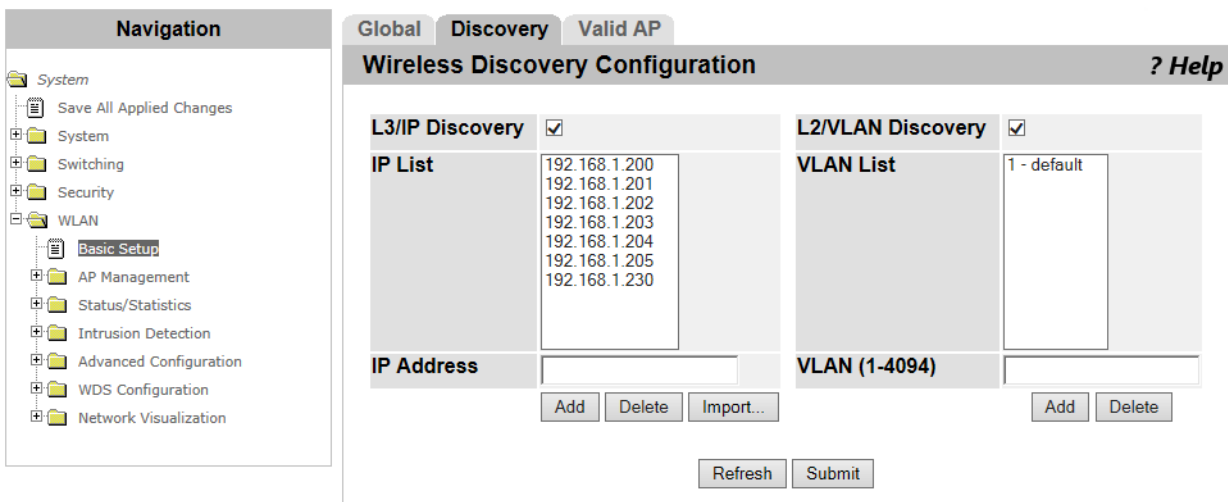 Navigation
System
Save All Applied Changes
System
Switching
Security
WLAN
Basic Setup
AP Management
Status/Statistics
Intrusion Detection
Advanced Configuration
WDS Configuration
Network Visualization
Global Discovery Valid AP
Wireless Discovery Configuration ? Help
L3/IP Discovery L2/VLAN Discovery
IP List
192.168.1.200
192.168.1.201
192.168.1.202
192.168.1.203
192.168.1.204
192.168.1.205
192.168.1.230
VLAN List
1 - default
IP Address VLAN (1-4094)
Add Delete Import... Add Delete
Refresh Submit